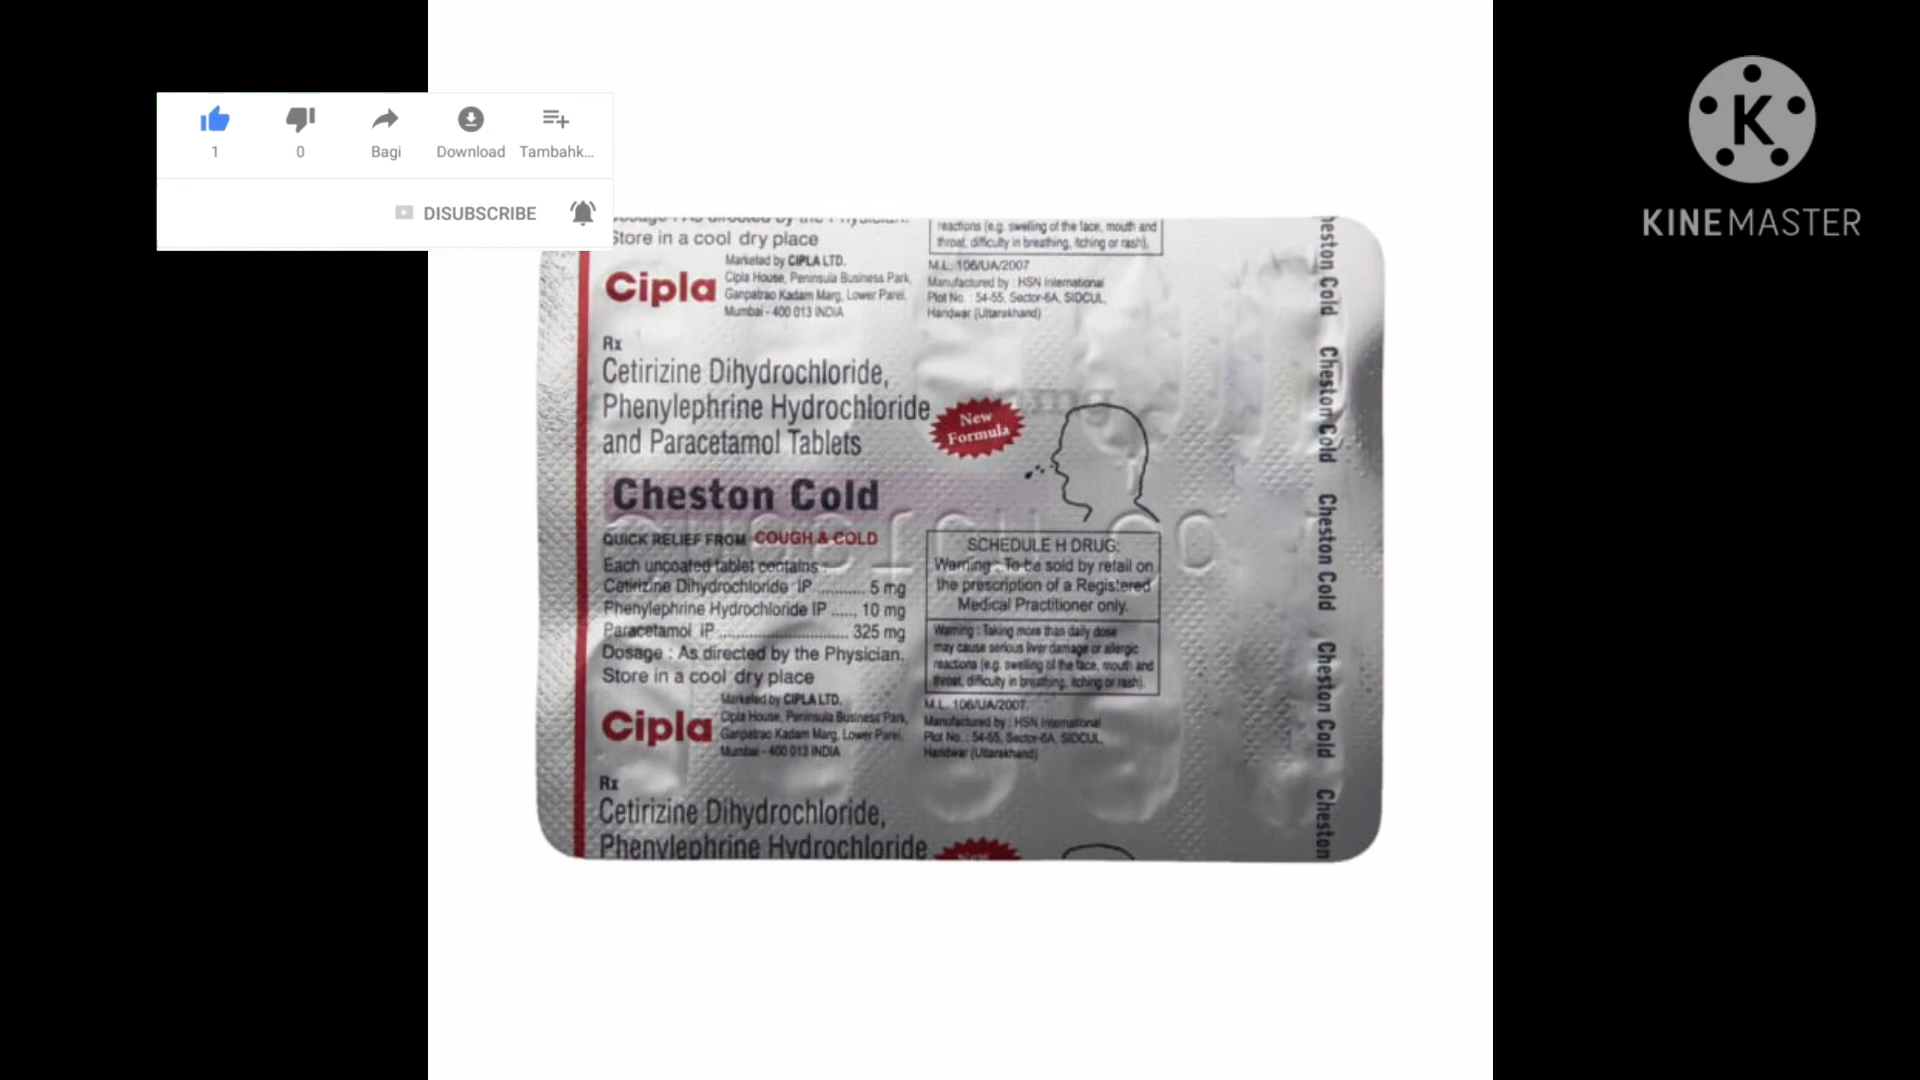 1
0
Bagi
Download
Tambahk...
DISUBSCRIBE
K
KINEMASTER
Store in a cool dry place
Cipla
Marketed by CIPLA LTD.
Cipla House, Peninsula Business Park,
Ganpatrao Kadam Marg, Lower Parel,
Mumbai - 400 013 INDIA
reactions (e.g. swelling of the face, mouth and
throat, difficulty in breathing, itching or rash).
M.L. 106/UA/2007
Manufactured by : HSN International
Plot No. : 54-55, Sector-6A, SIDCUL,
Haridwar (Uttarakhand)
Rx
Cetirizine Dihydrochloride,
Phenylephrine Hydrochloride
and Paracetamol Tablets
New
Formula
Cheston Cold
QUICK RELIEF FROM COUGH & COLD
Each uncoated tablet contains :
Cetirizine Dihydrochloride IP .......... 5 mg
Phenylephrine Hydrochloride IP ...... 10 mg
Paracetamol IP ............................. 325 mg
Dosage : As directed by the Physician.
Store in a cool dry place
SCHEDULE H DRUG:
Warning : To be sold by retail on
the prescription of a Registered
Medical Practitioner only.
Warning : Taking more than daily dose
may cause serious liver damage or allergic
reactions (e.g. swelling of the face, mouth and
throat, difficulty in breathing, itching or rash).
Cipla
Marketed by CIPLA LTD.
Cipla House, Peninsula Business Park,
Ganpatrao Kadam Marg, Lower Parel,
Mumbai - 400 013 INDIA
M.L. 106/UA/2007
Manufactured by : HSN International
Plot No. : 54-55, Sector-6A, SIDCUL,
Haridwar (Uttarakhand)
Rx
Cetirizine Dihydrochloride,
Phenylephrine Hydrochloride
heston Cold
Cheston Cold
Cheston Cold
Cheston Cold
Cheston